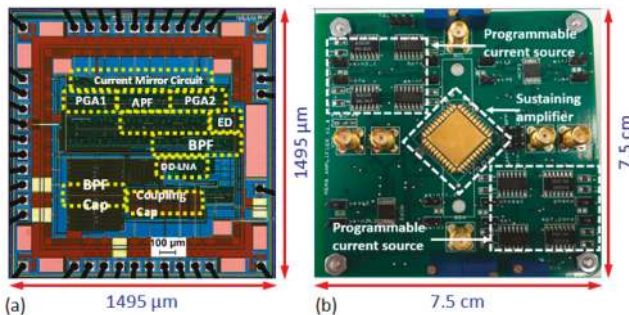 Current Mirror Circuit
PGA1 APF PGA2
ED
BPF
DD-LNA
BPF
Cap
Coupling
Cap
100 µm
1495 µm
1495 µm
(a)
Programmable
current source
Sustaining
amplifier
Programmable
current source
7.5 cm
7.5 cm
(b)